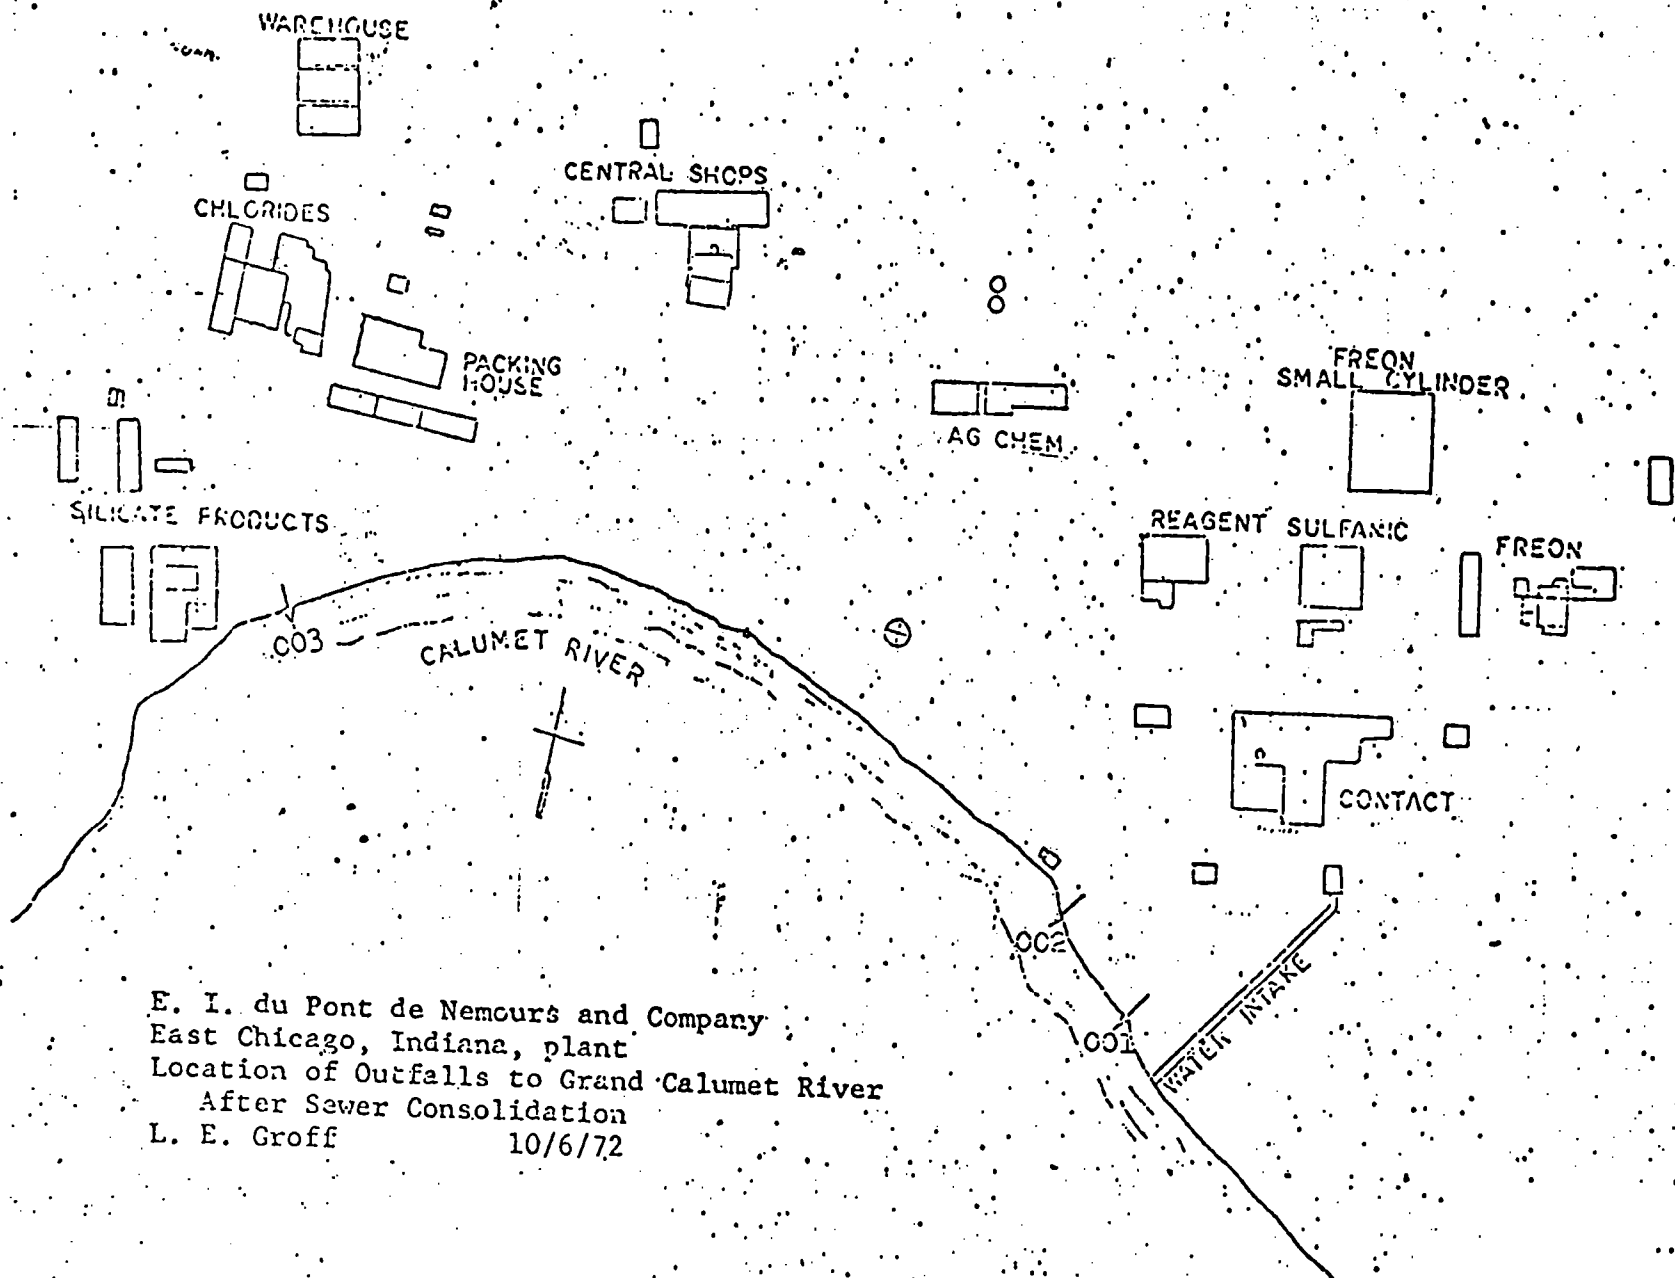 WAREHOUSE
CENTRAL SHOPS
CHLORIDES
PACKING
HOUSE
FREON
SMALL CYLINDER
AG CHEM
SILICATE PRODUCTS
REAGENT
SULFANIC
FREON
003
CALUMET RIVER
CONTACT
002
001
WATER INTAKE
E. I. du Pont de Nemours and Company
East Chicago, Indiana, plant
Location of Outfalls to Grand Calumet River
After Sewer Consolidation
L. E. Groff 10/6/72